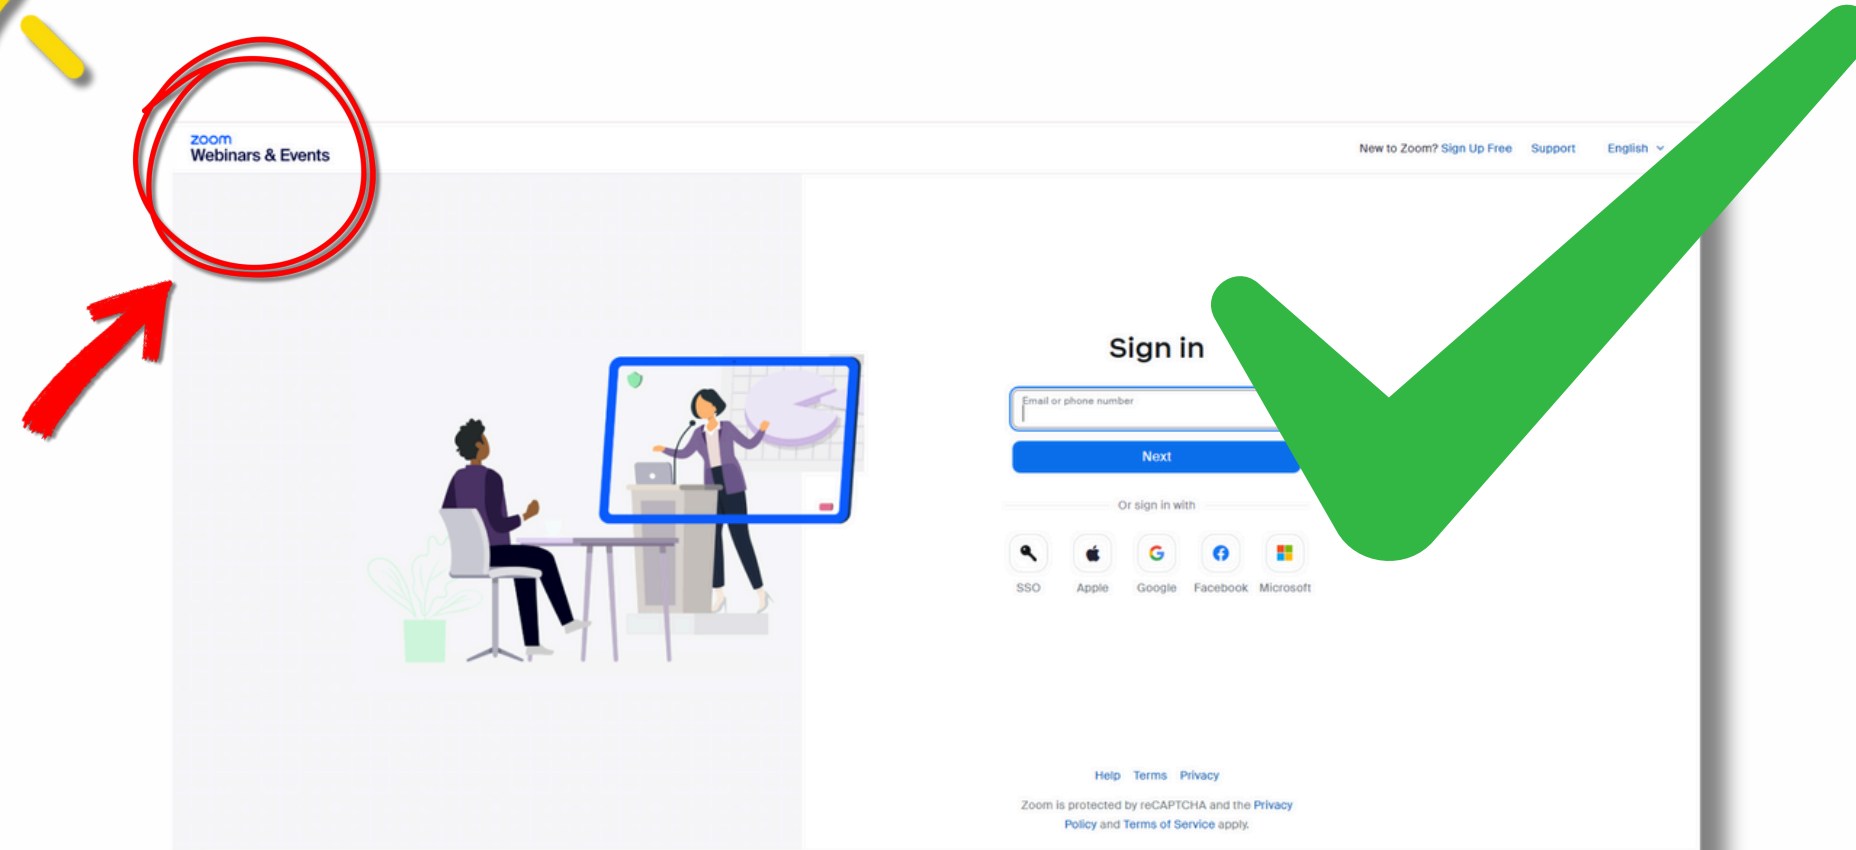 zoom
Webinars & Events
New to Zoom? Sign Up Free Support English
Sign in
Email or phone number
Next
Or sign in with
SSO Apple Google Facebook Microsoft
Help Terms Privacy
Zoom is protected by reCAPTCHA and the Privacy
Policy and Terms of Service apply.